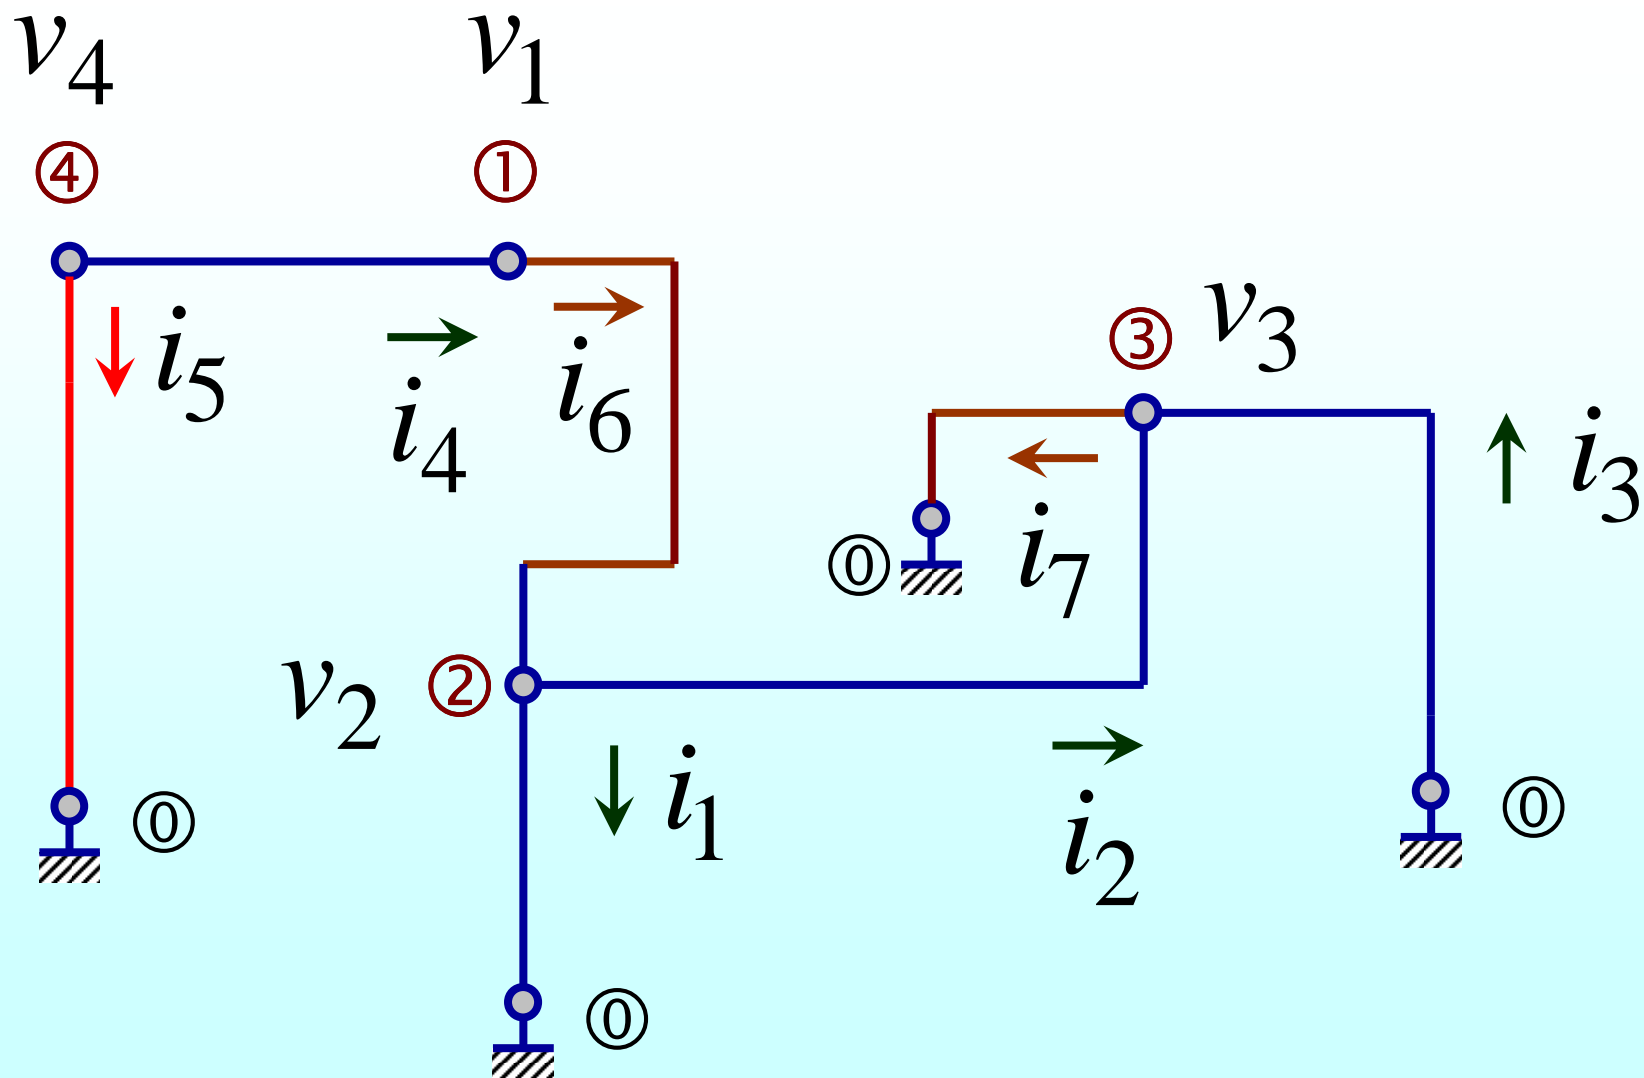 v4 v1
④ ①
v3
③
i5 i4 i6
i3
i7
⓪
v2 ②
i1
i2
⓪
⓪
⓪